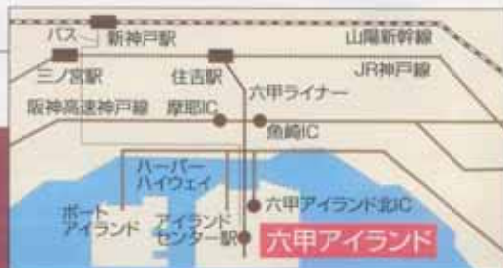 バス
新神戸駅
山陽新幹線
三ノ宮駅
住吉駅
JR神戸線
六甲ライナー
阪神高速神戸線
摩耶IC
魚崎IC
ハーバー
ハイウェイ
ポート
アイランド
アイランド
センター駅
六甲アイランド北IC
六甲アイランド